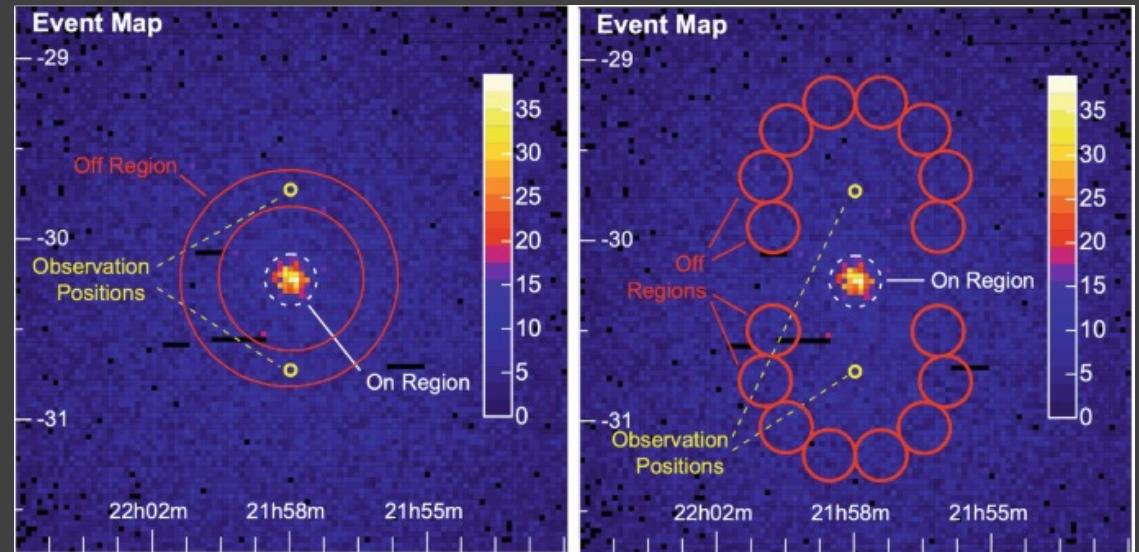 Event Map
-29
-30
-31
Off Region
Observation
Positions
On Region
35
30
25
20
15
10
5
0
22h02m
21h58m
21h55m
Event Map
-29
-30
-31
Off
Regions
On Region
Observation
Positions
35
30
25
20
15
10
5
0
22h02m
21h58m
21h55m